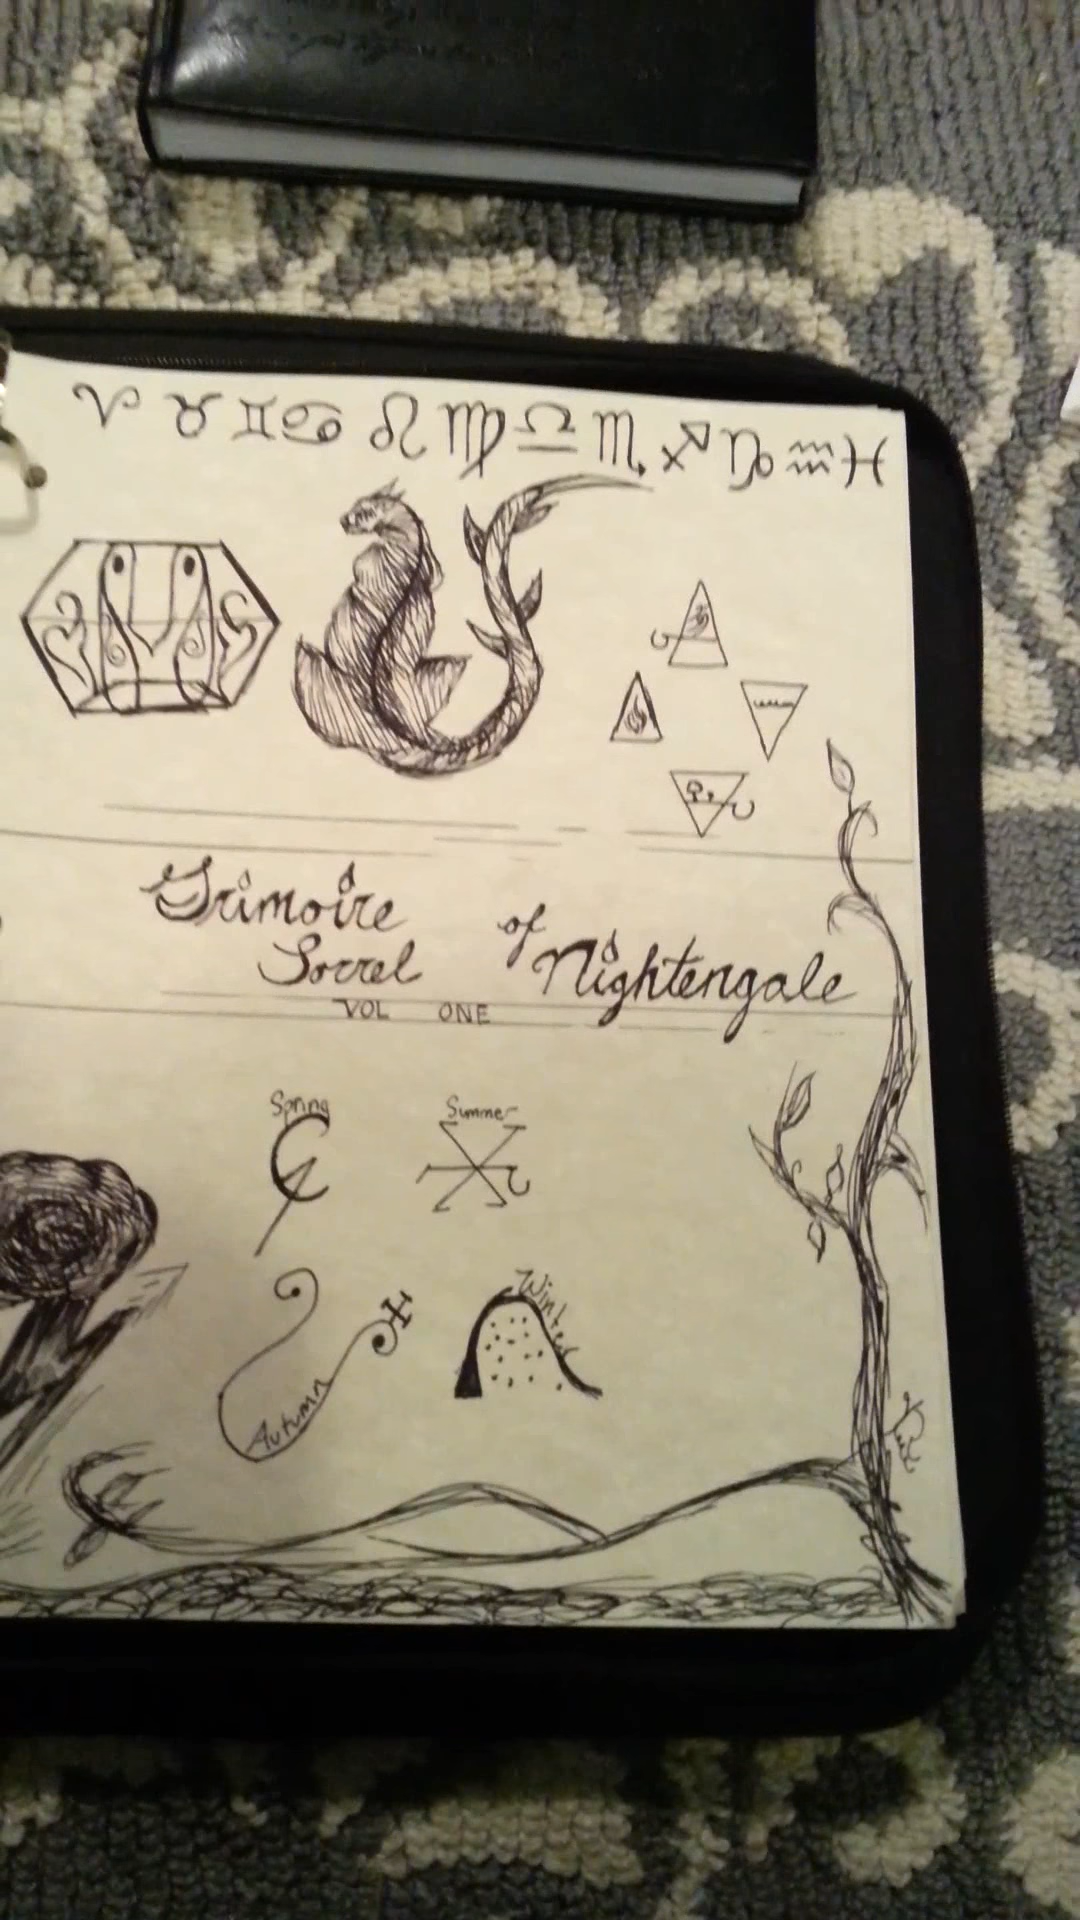 ♈ ♉ ♊ ♋ ♌ ♍ ♎ ♏ ♐ ♑ ♒ ♓
Grimoire of
Sorrel Nightengale
VOL ONE
Spring Summer
Autumn Winter